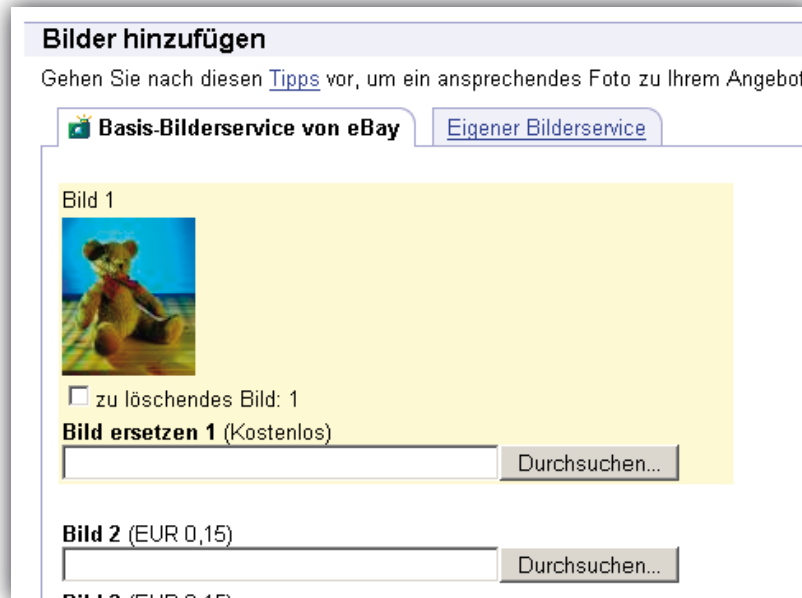 Bilder hinzufügen
Gehen Sie nach diesen Tipps vor, um ein ansprechendes Foto zu Ihrem Angebot
Basis-Bilderservice von eBay Eigener Bilderservice
Bild 1
zu löschendes Bild: 1
Bild ersetzen 1 (Kostenlos)
Durchsuchen...
Bild 2 (EUR 0,15)
Durchsuchen...